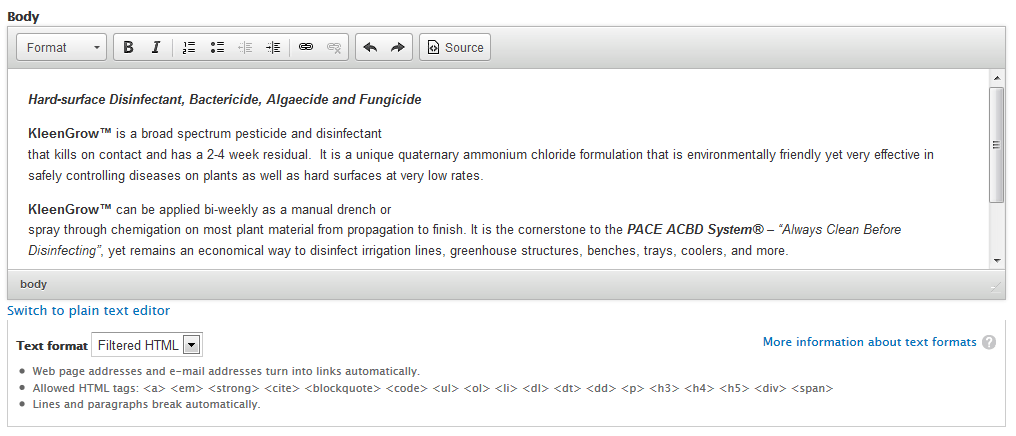 Body
Format B I Source
Hard-surface Disinfectant, Bactericide, Algaecide and Fungicide
KleenGrow™ is a broad spectrum pesticide and disinfectant
that kills on contact and has a 2-4 week residual.  It is a unique quaternary ammonium chloride formulation that is environmentally friendly yet very effective in
safely controlling diseases on plants as well as hard surfaces at very low rates.
KleenGrow™ can be applied bi-weekly as a manual drench or
spray through chemigation on most plant material from propagation to finish. It is the cornerstone to the PACE ACBD System® – “Always Clean Before
Disinfecting”, yet remains an economical way to disinfect irrigation lines, greenhouse structures, benches, trays, coolers, and more.
body
Switch to plain text editor
Text format Filtered HTML More information about text formats ?
Web page addresses and e-mail addresses turn into links automatically.
Allowed HTML tags: <a> <em> <strong> <cite> <blockquote> <code> <ul> <ol> <li> <dl> <dt> <dd> <p> <h3> <h4> <h5> <div> <span>
Lines and paragraphs break automatically.